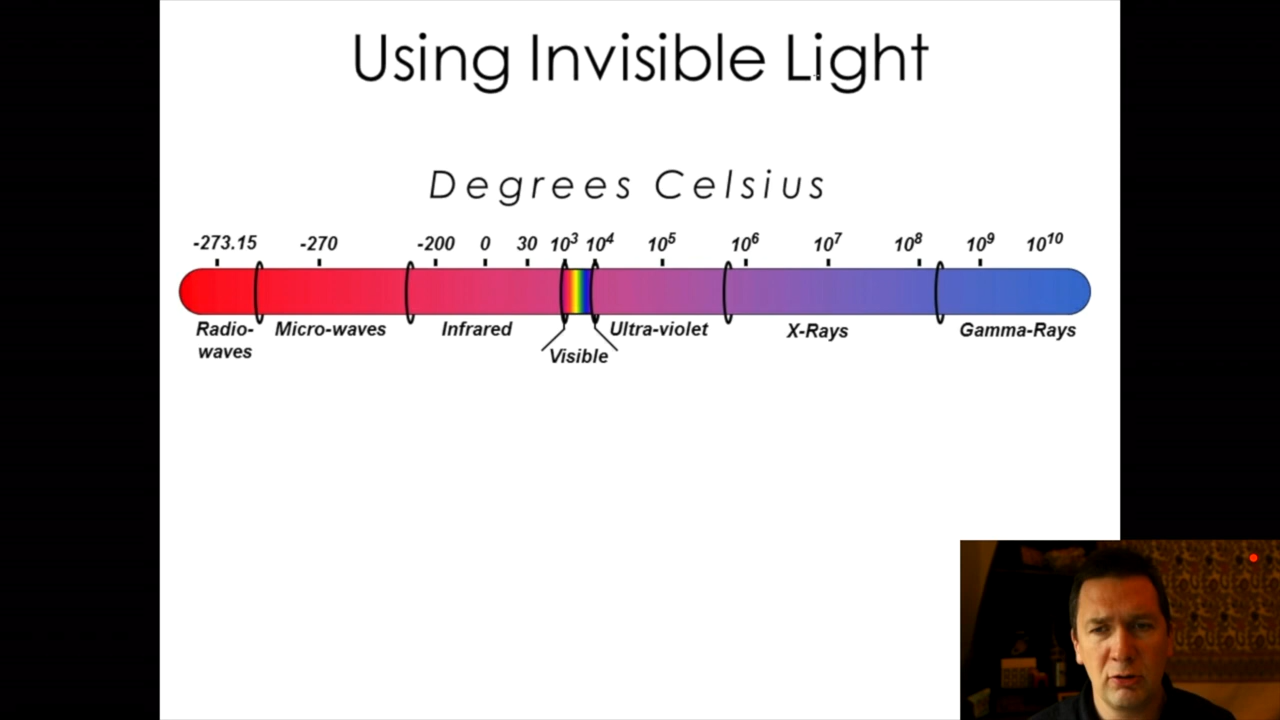 Using Invisible Light
Degrees Celsius
-273.15 -270 -200 0 30 10³ 10⁴ 10⁵ 10⁶ 10⁷ 10⁸ 10⁹ 10¹⁰
Radio- Micro-waves Infrared Ultra-violet X-Rays Gamma-Rays
waves
Visible